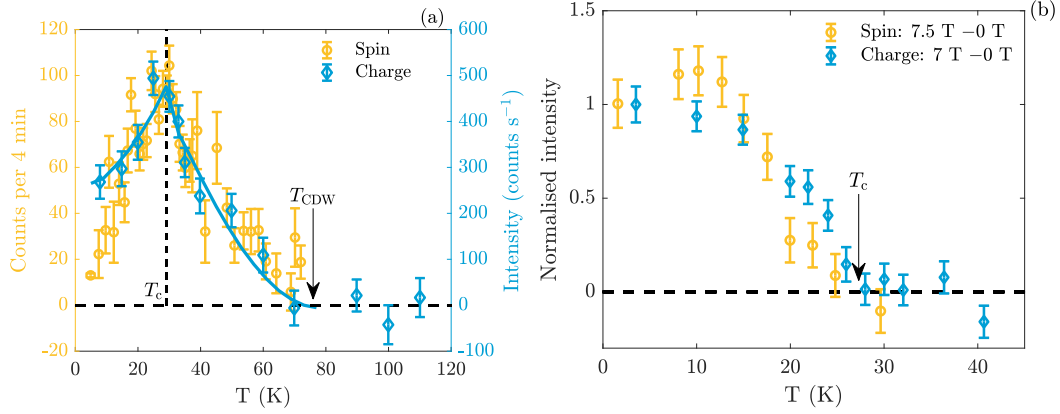 (a)
120
100
80
60
40
20
0
-20
Counts per 4 min
600
500
400
300
200
100
0
-100
Intensity (counts s⁻¹)
Spin
Charge
T_CDW
T_c
0 20 40 60 80 100 120
T (K)
(b)
1.5
1
0.5
0
Normalised intensity
Spin: 7.5 T −0 T
Charge: 7 T −0 T
T_c
0 10 20 30 40
T (K)